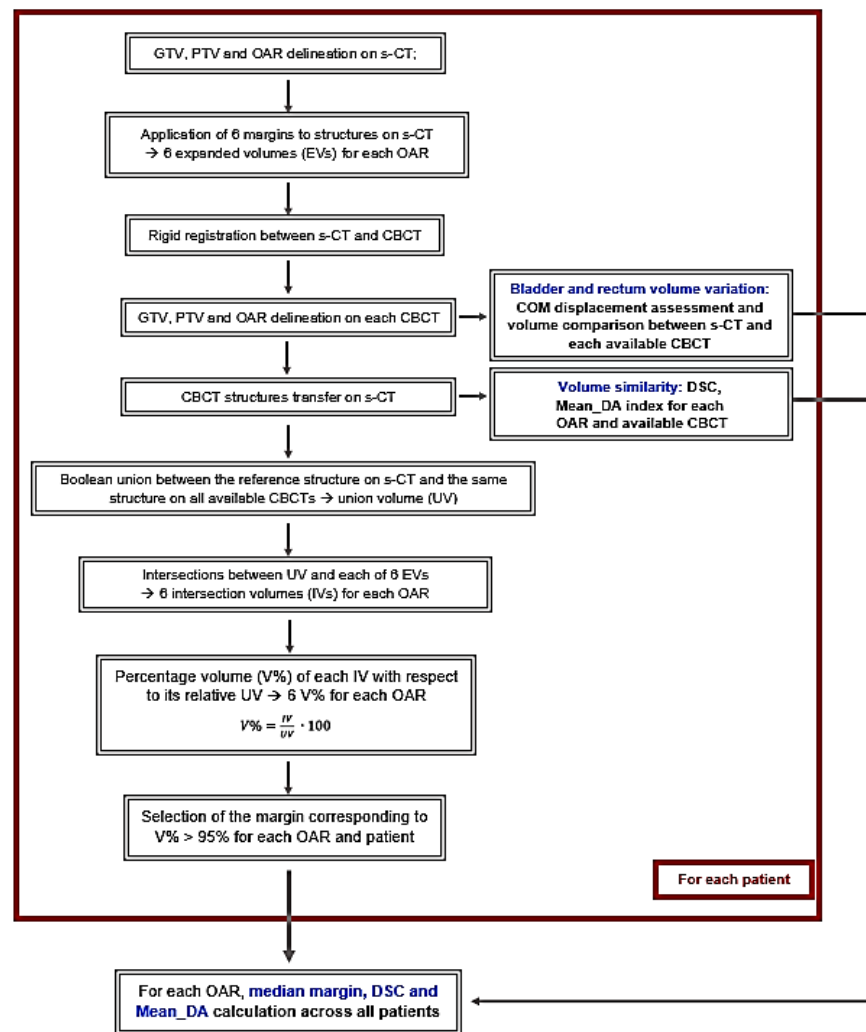 GTV, PTV and OAR delineation on s-CT;
Application of 6 margins to structures on s-CT
→ 6 expanded volumes (EVs) for each OAR
Rigid registration between s-CT and CBCT
GTV, PTV and OAR delineation on each CBCT
Bladder and rectum volume variation:
COM displacement assessment and
volume comparison between s-CT and
each available CBCT
CBCT structures transfer on s-CT
Volume similarity: DSC,
Mean_DA index for each
OAR and available CBCT
Boolean union between the reference structure on s-CT and the same
structure on all available CBCTs → union volume (UV)
Intersections between UV and each of 6 EVs
→ 6 intersection volumes (IVs) for each OAR
Percentage volume (V%) of each IV with respect
to its relative UV → 6 V% for each OAR
V% = IV/UV · 100
Selection of the margin corresponding to
V% > 95% for each OAR and patient
For each patient
For each OAR, median margin, DSC and
Mean_DA calculation across all patients